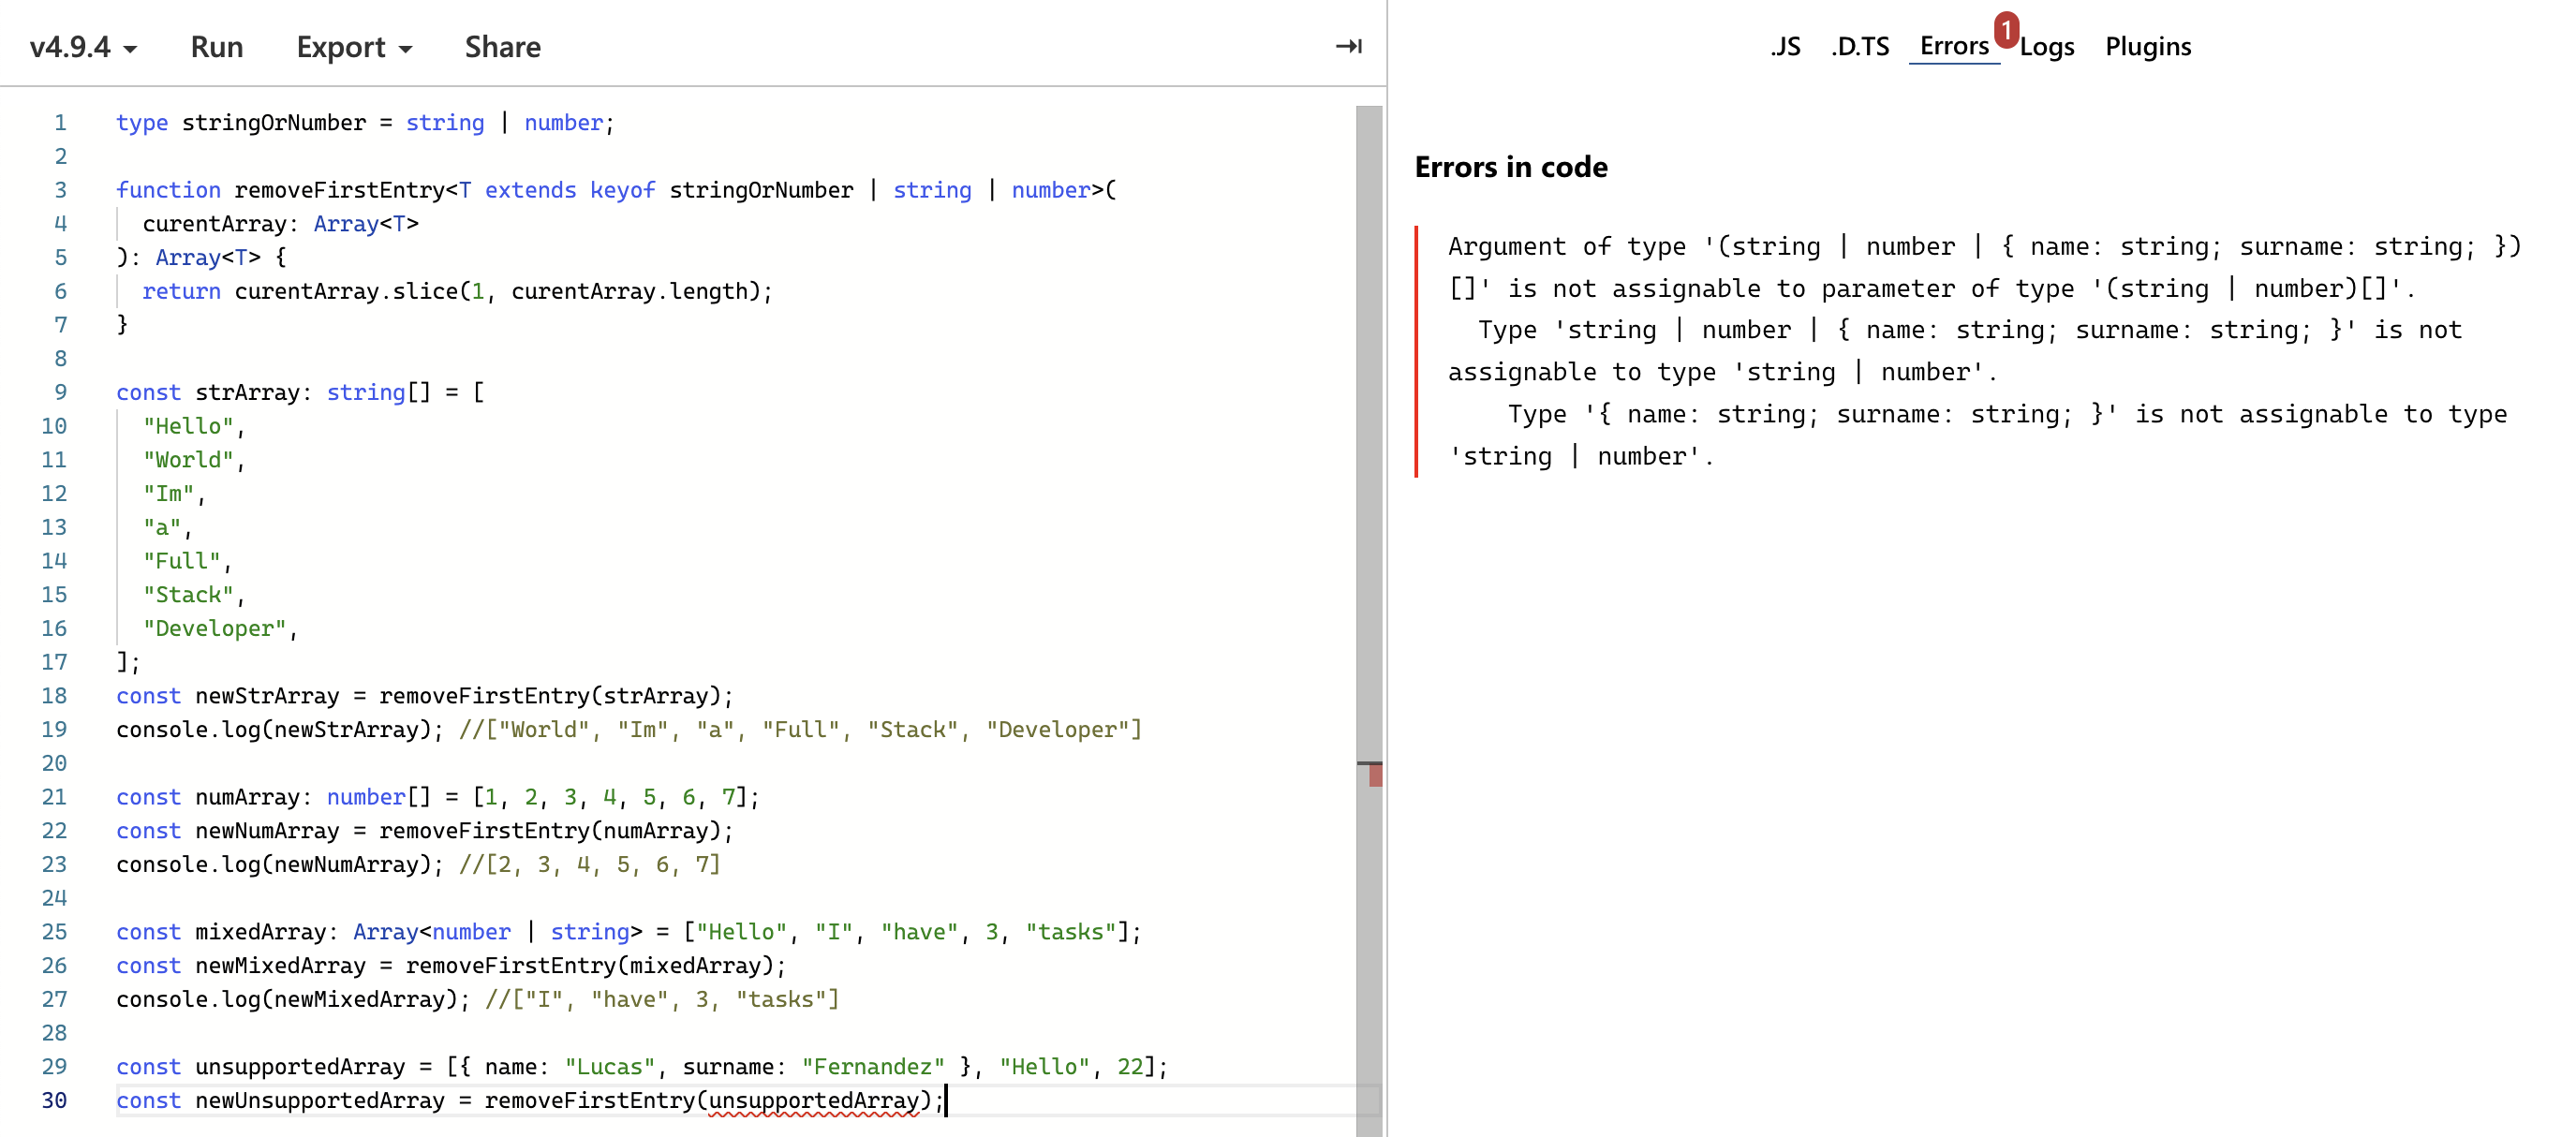 v4.9.4 Run Export Share
.JS .D.TS Errors 1 Logs Plugins
1 type stringOrNumber = string | number;
2
3 function removeFirstEntry<T extends keyof stringOrNumber | string | number>(
4 curentArray: Array<T>
5 ): Array<T> {
6 return curentArray.slice(1, curentArray.length);
7 }
8
9 const strArray: string[] = [
10 "Hello",
11 "World",
12 "Im",
13 "a",
14 "Full",
15 "Stack",
16 "Developer",
17 ];
18 const newStrArray = removeFirstEntry(strArray);
19 console.log(newStrArray); //["World", "Im", "a", "Full", "Stack", "Developer"]
20
21 const numArray: number[] = [1, 2, 3, 4, 5, 6, 7];
22 const newNumArray = removeFirstEntry(numArray);
23 console.log(newNumArray); //[2, 3, 4, 5, 6, 7]
24
25 const mixedArray: Array<number | string> = ["Hello", "I", "have", 3, "tasks"];
26 const newMixedArray = removeFirstEntry(mixedArray);
27 console.log(newMixedArray); //["I", "have", 3, "tasks"]
28
29 const unsupportedArray = [{ name: "Lucas", surname: "Fernandez" }, "Hello", 22];
30 const newUnsupportedArray = removeFirstEntry(unsupportedArray);
Errors in code
Argument of type '(string | number | { name: string; surname: string; })
[]' is not assignable to parameter of type '(string | number)[]'.
Type 'string | number | { name: string; surname: string; }' is not
assignable to type 'string | number'.
Type '{ name: string; surname: string; }' is not assignable to type
'string | number'.